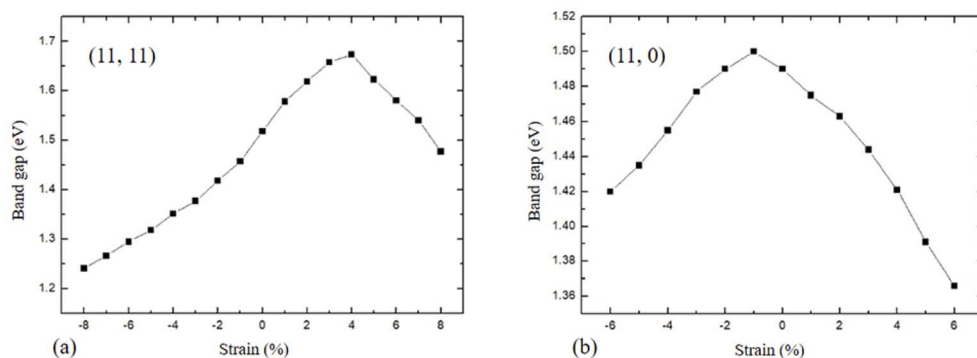 (11, 11)
Band gap (eV)
1.7
1.6
1.5
1.4
1.3
1.2
-8 -6 -4 -2 0 2 4 6 8
(a) Strain (%)
(11, 0)
Band gap (eV)
1.52
1.50
1.48
1.46
1.44
1.42
1.40
1.38
1.36
-6 -4 -2 0 2 4 6
(b) Strain (%)